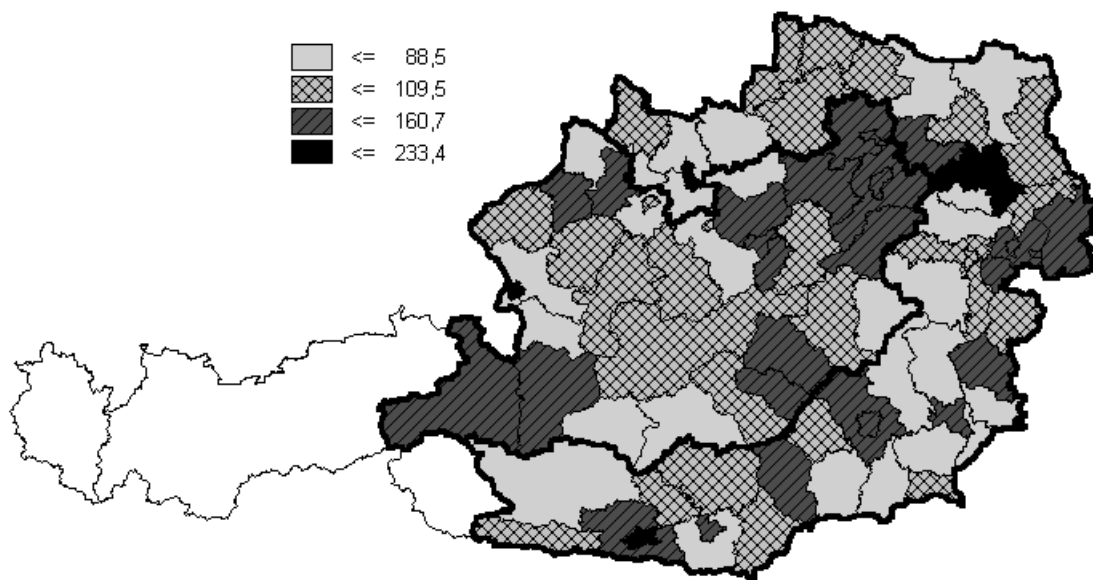 <= 88,5
<= 109,5
<= 160,7
<= 233,4